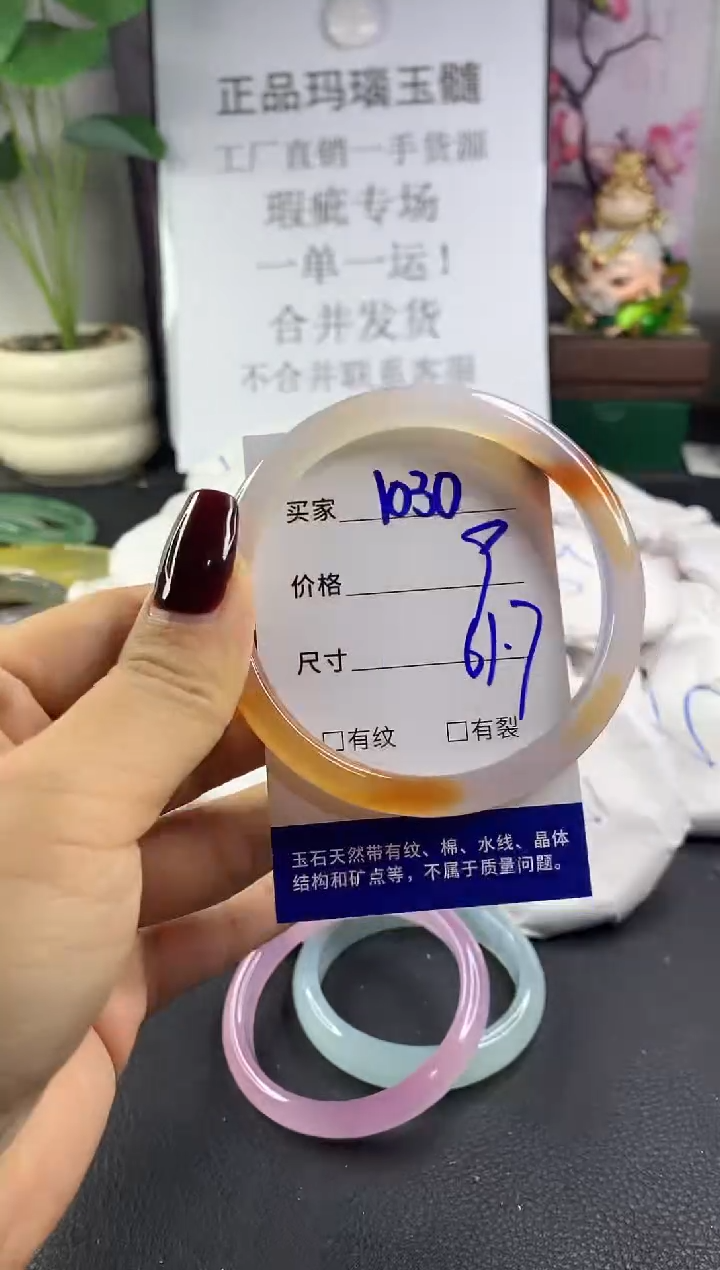 正品玛瑙玉髓
工厂直销一手货源
瑕疵专场
一单一运!
合并发货
不合并联系客服
买家 1030
价格
尺寸 61.7
□有纹 □有裂
玉石天然带有纹、棉、水线、晶体
结构和矿点等，不属于质量问题。